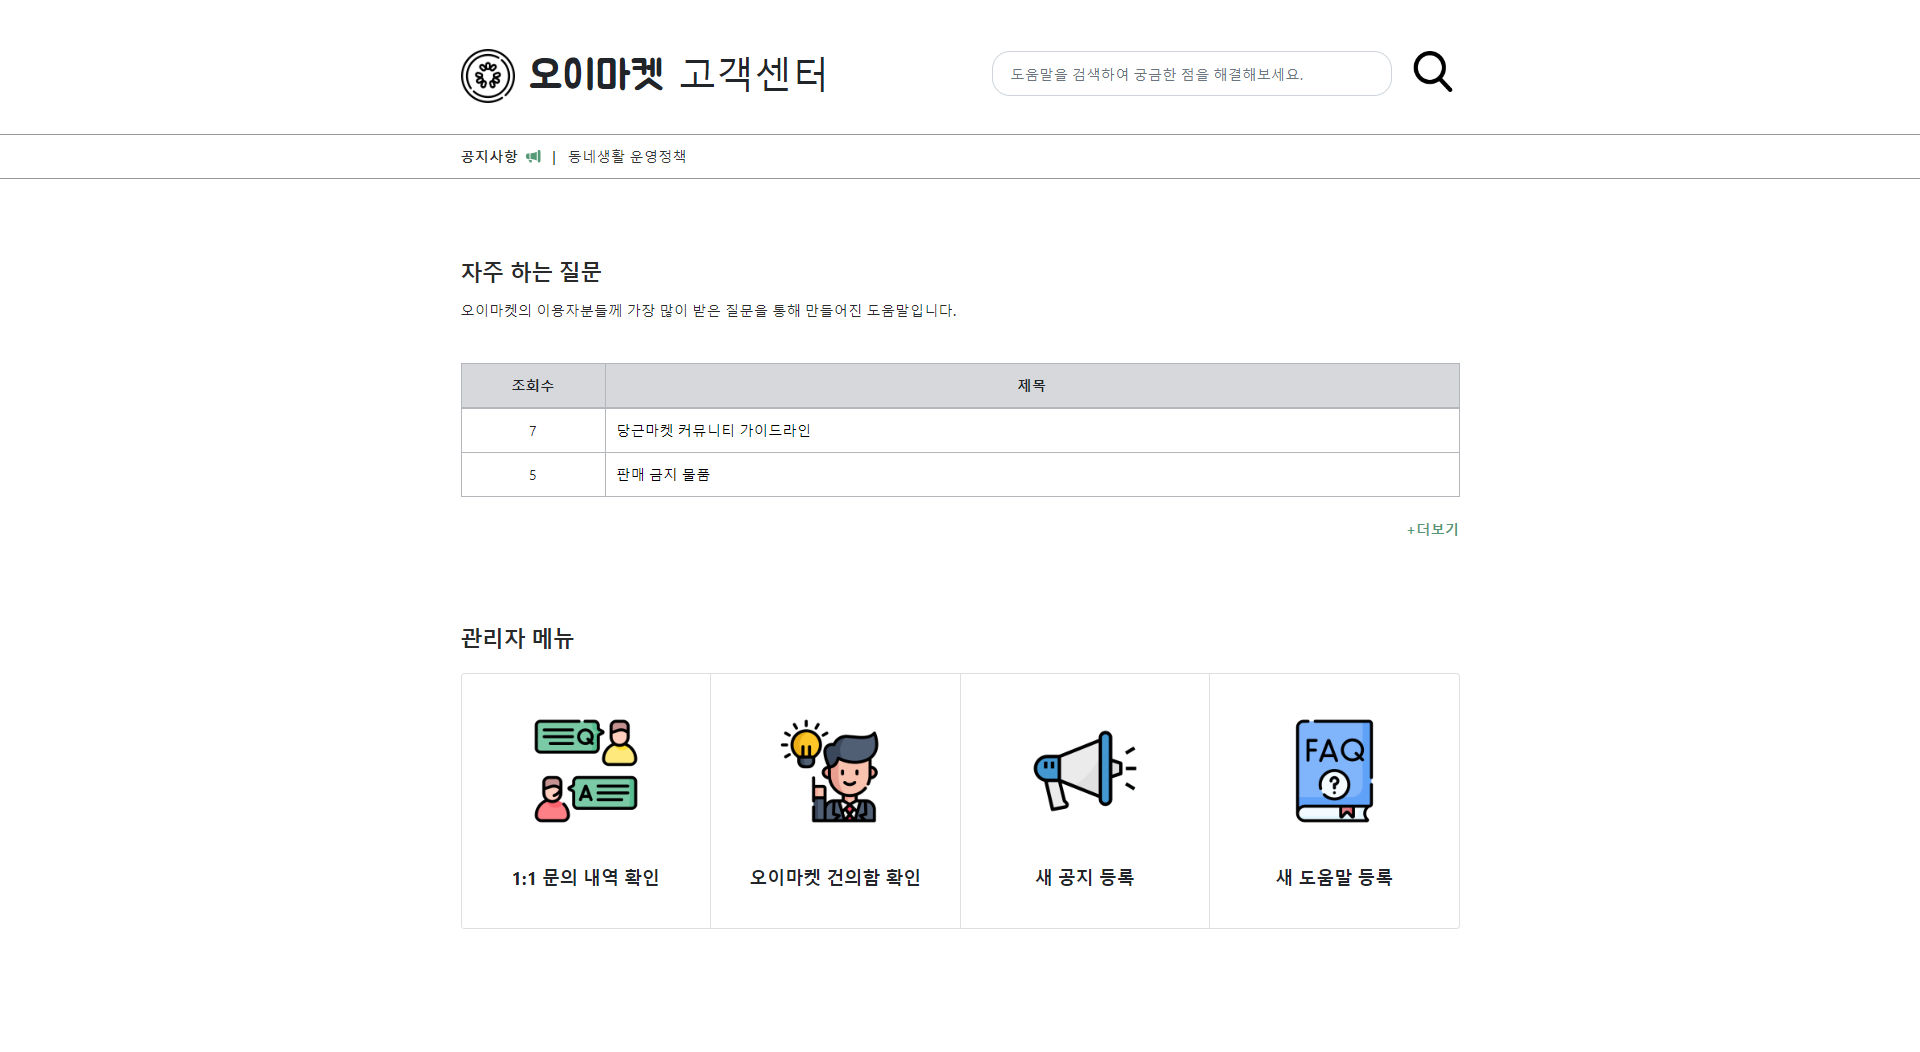 오이마켓 고객센터
도움말을 검색하여 궁금한 점을 해결해보세요.
공지사항 | 동네생활 운영정책
자주 하는 질문
오이마켓의 이용자분들께 가장 많이 받은 질문을 통해 만들어진 도움말입니다.
조회수 제목
7 당근마켓 커뮤니티 가이드라인
5 판매 금지 물품
+더보기
관리자 메뉴
Q
A
FAQ
?
1:1 문의 내역 확인
오이마켓 건의함 확인
새 공지 등록
새 도움말 등록